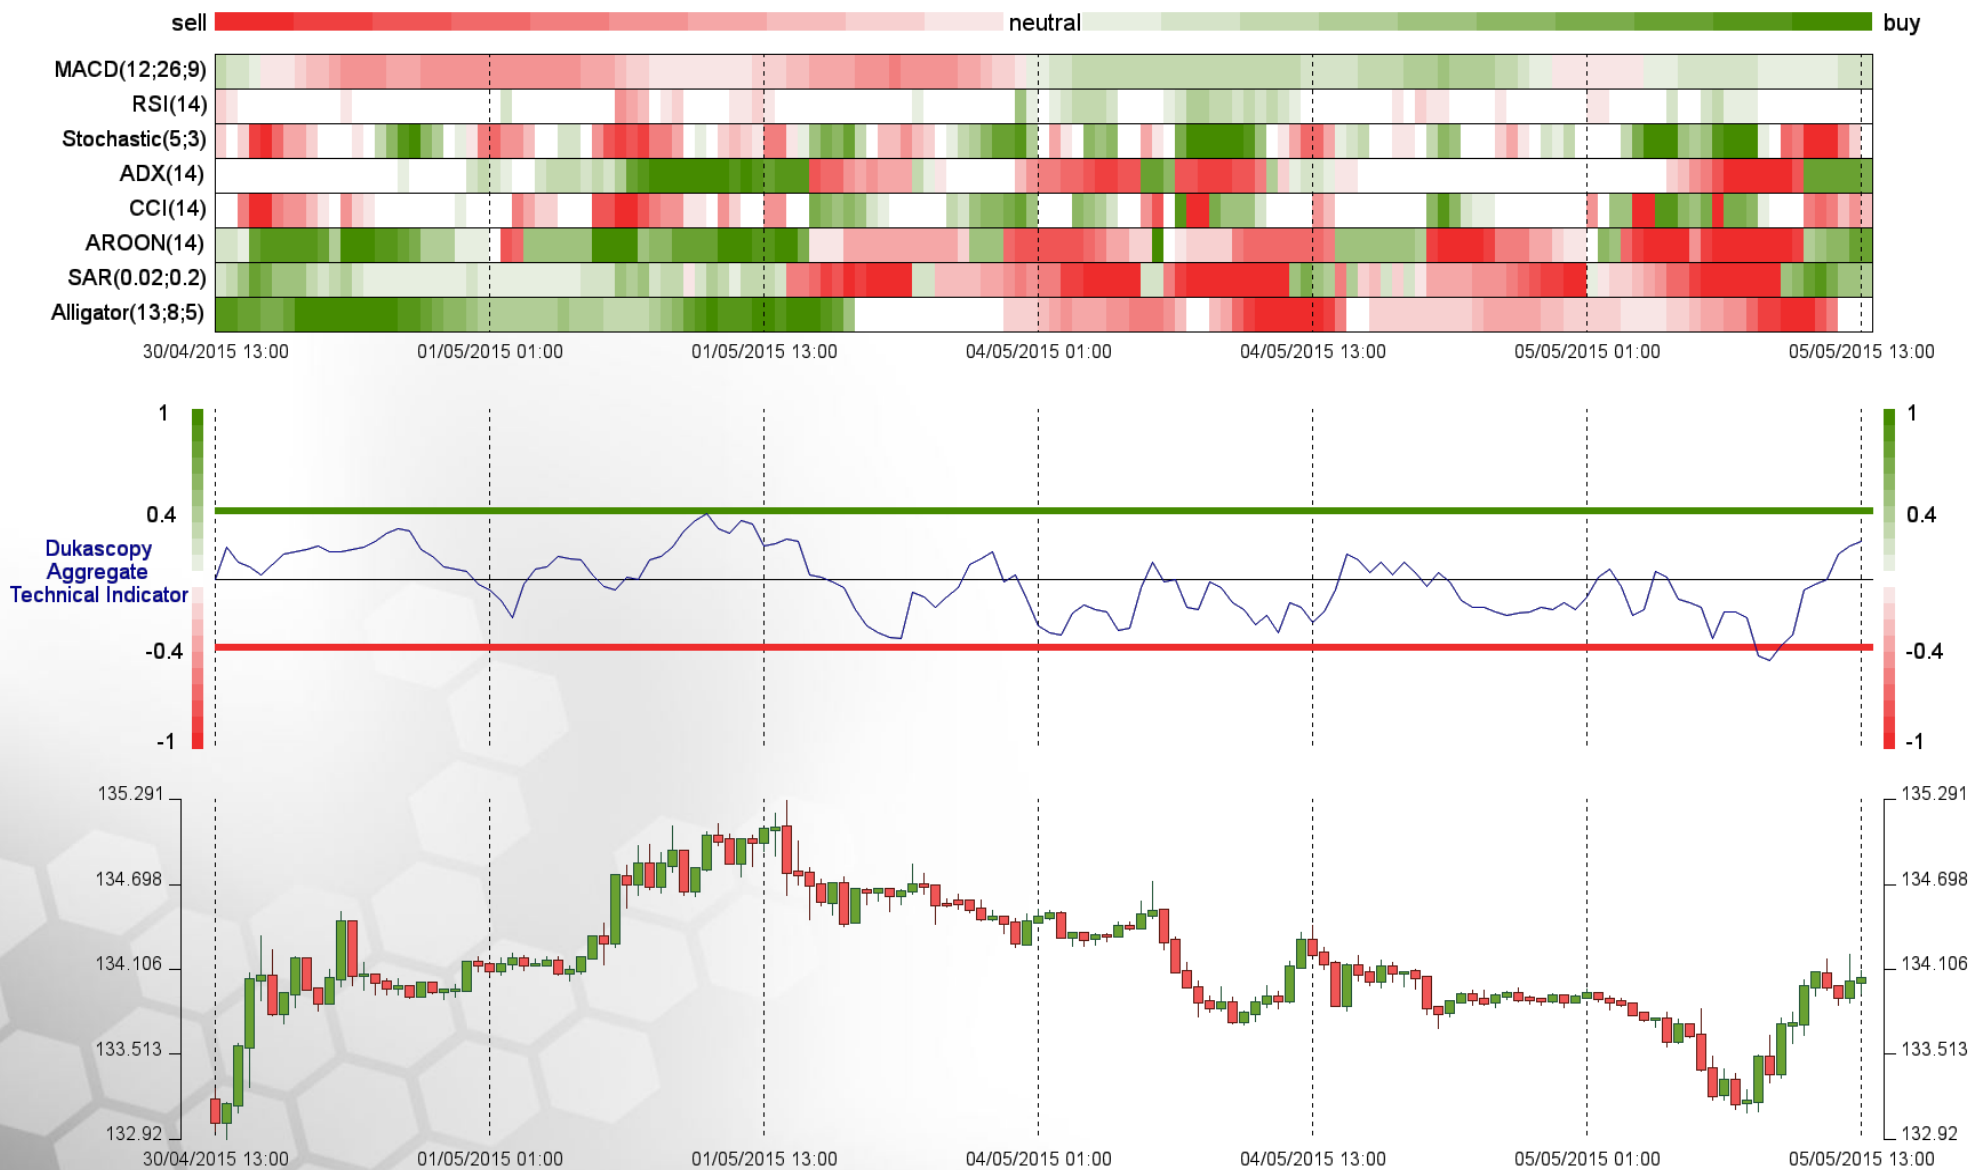 sell neutral buy
MACD(12;26;9)
RSI(14)
Stochastic(5;3)
ADX(14)
CCI(14)
AROON(14)
SAR(0.02;0.2)
Alligator(13;8;5)
30/04/2015 13:00 01/05/2015 01:00 01/05/2015 13:00 04/05/2015 01:00 04/05/2015 13:00 05/05/2015 01:00 05/05/2015 13:00
1 1
0.4 0.4
Dukascopy
Aggregate
Technical Indicator
-0.4 -0.4
-1 -1
135.291 135.291
134.698 134.698
134.106 134.106
133.513 133.513
132.92 132.92
30/04/2015 13:00 01/05/2015 01:00 01/05/2015 13:00 04/05/2015 01:00 04/05/2015 13:00 05/05/2015 01:00 05/05/2015 13:00